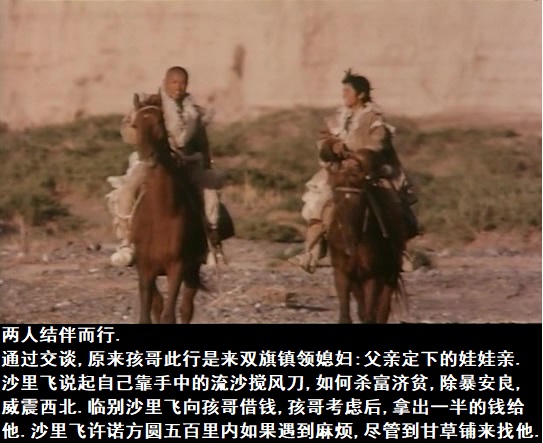 两人结伴而行.
通过交谈,原来孩哥此行是来双旗镇领媳妇:父亲定下的娃娃亲.
沙里飞说起自己靠手中的流沙搅风刀,如何杀富济贫,除暴安良,
威震西北.临别沙里飞向孩哥借钱,孩哥考虑后,拿出一半的钱给
他.沙里飞许诺方圆五百里内如果遇到麻烦,尽管到甘草铺来找他.